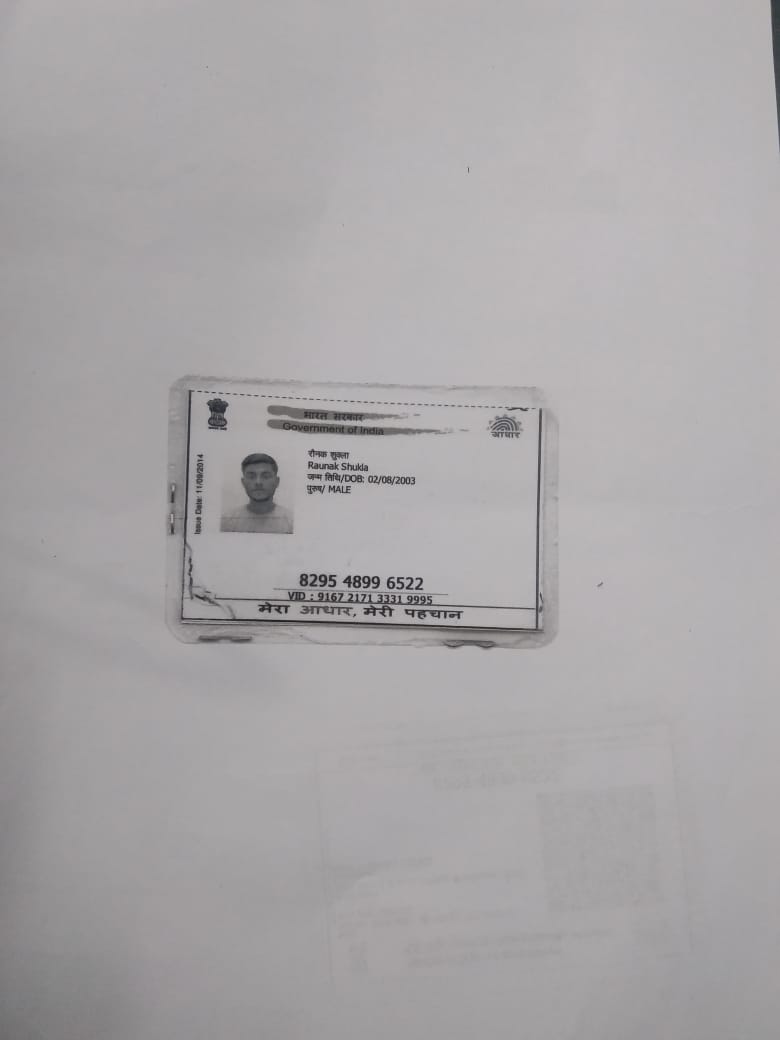 भारत सरकार
Government of India
आधार
Issue Date: 11/09/2014
रौनक शुक्ला
Raunak Shukla
जन्म तिथि/DOB: 02/08/2003
पुरुष/ MALE
8295 4899 6522
VID : 9167 2171 3331 9995
मेरा आधार, मेरी पहचान